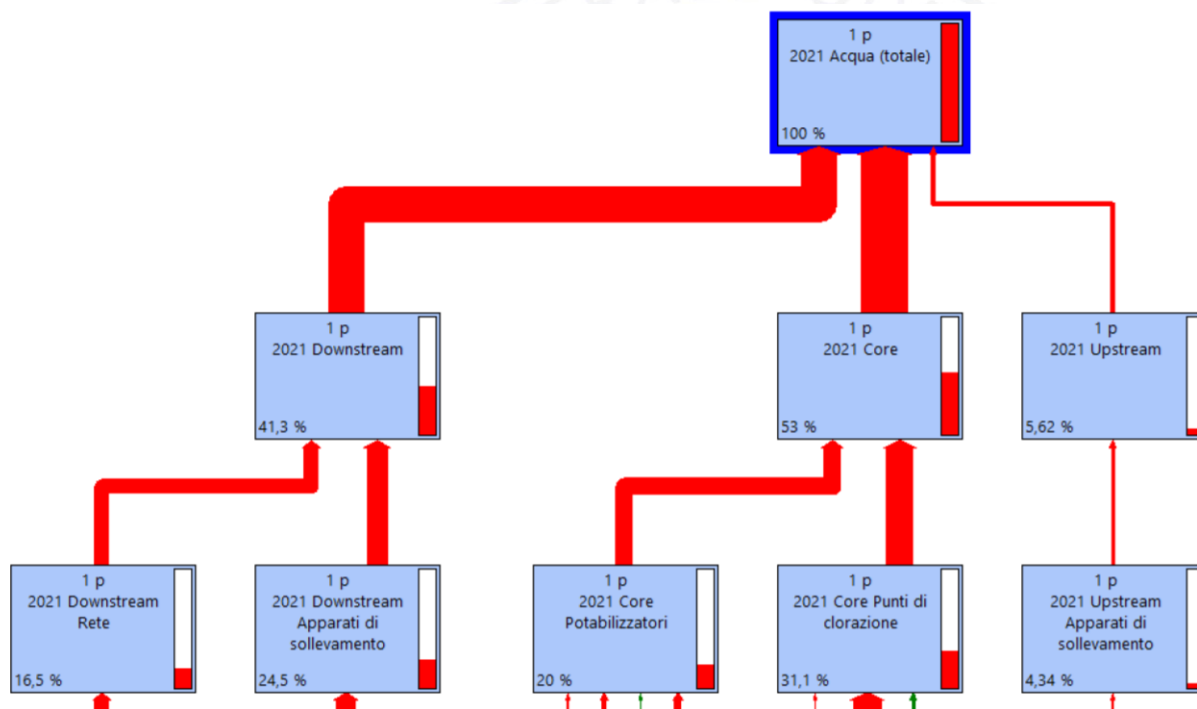 1 p
2021 Acqua (totale)
100 %
1 p
2021 Downstream
41,3 %
1 p
2021 Core
53 %
1 p
2021 Upstream
5,62 %
1 p
2021 Downstream
Rete
16,5 %
1 p
2021 Downstream
Apparati di
sollevamento
24,5 %
1 p
2021 Core
Potabilizzatori
20 %
1 p
2021 Core Punti di
clorazione
31,1 %
1 p
2021 Upstream
Apparati di
sollevamento
4,34 %